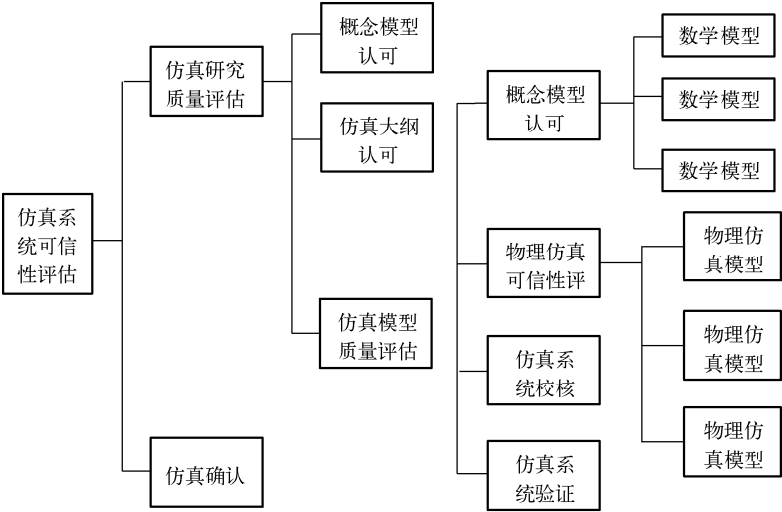 仿真系
统可信
性评估
仿真研究
质量评估
仿真确认
概念模型
认可
仿真大纲
认可
仿真模型
质量评估
概念模型
认可
物理仿真
可信性评
仿真系
统校核
仿真系
统验证
数学模型
数学模型
数学模型
物理仿
真模型
物理仿
真模型
物理仿
真模型